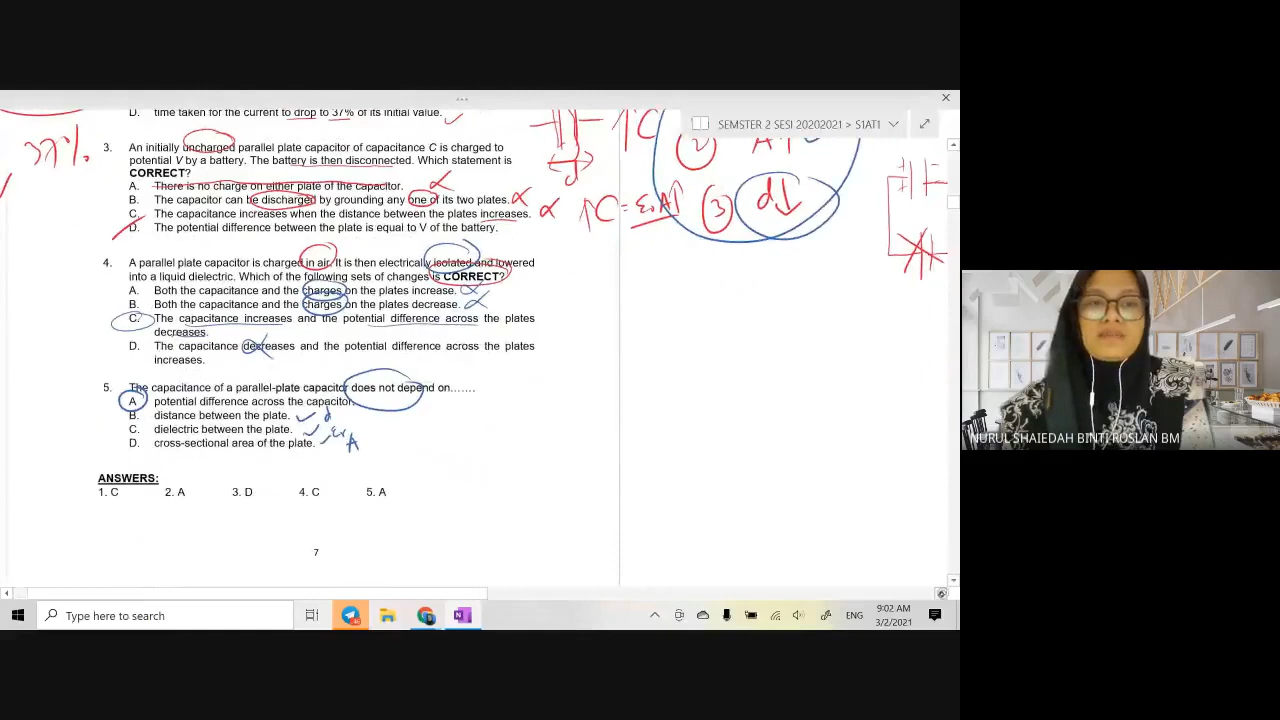 D. time taken for the current to drop to 37% of its initial value.
37%
↑C
A↑
SEMSTER 2 SESI 20202021 > S1ATI
3. An initially uncharged parallel plate capacitor of capacitance C is charged to
potential V by a battery. The battery is then disconnected. Which statement is
CORRECT?
A. There is no charge on either plate of the capacitor.
B. The capacitor can be discharged by grounding any one of its two plates.
C. The capacitance increases when the distance between the plates increases.
D. The potential difference between the plate is equal to V of the battery.
d
↑C = ε₀A↑
3 d↓
4. A parallel plate capacitor is charged in air. It is then electrically isolated and lowered
into a liquid dielectric. Which of the following sets of changes is CORRECT?
A. Both the capacitance and the charges on the plates increase.
B. Both the capacitance and the charges on the plates decrease.
C. The capacitance increases and the potential difference across the plates
decreases.
D. The capacitance decreases and the potential difference across the plates
increases.
5. The capacitance of a parallel-plate capacitor does not depend on…….
A potential difference across the capacitor.
B. distance between the plate. d
C. dielectric between the plate. εr
D. cross-sectional area of the plate. A
ANSWERS:
1. C 2. A 3. D 4. C 5. A
7
NURUL SHAIEDAH BINTI ROSLAN BM
Type here to search
ENG
9:02 AM
3/2/2021